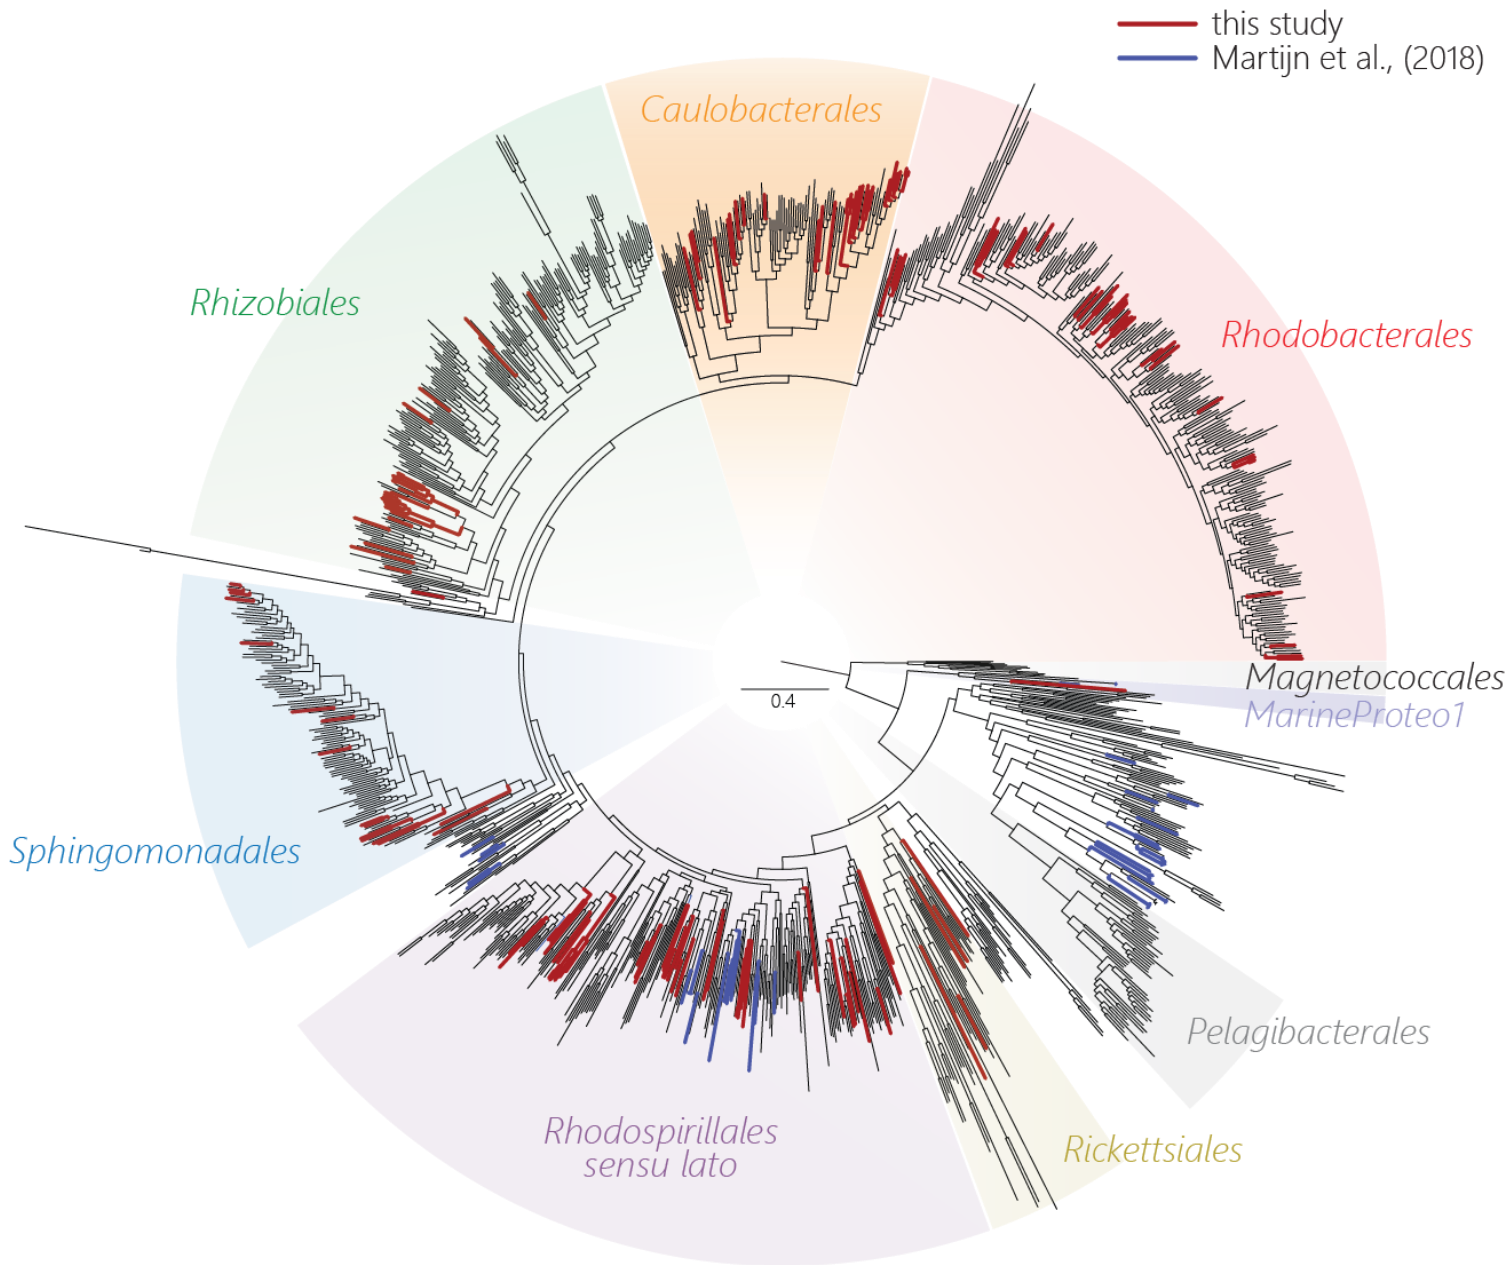 this study
Martijn et al., (2018)
Caulobacterales
Rhizobiales
Rhodobacterales
Magnetococcales
MarineProteo1
0.4
Sphingomonadales
Pelagibacterales
Rhodospirillales
sensu lato
Rickettsiales